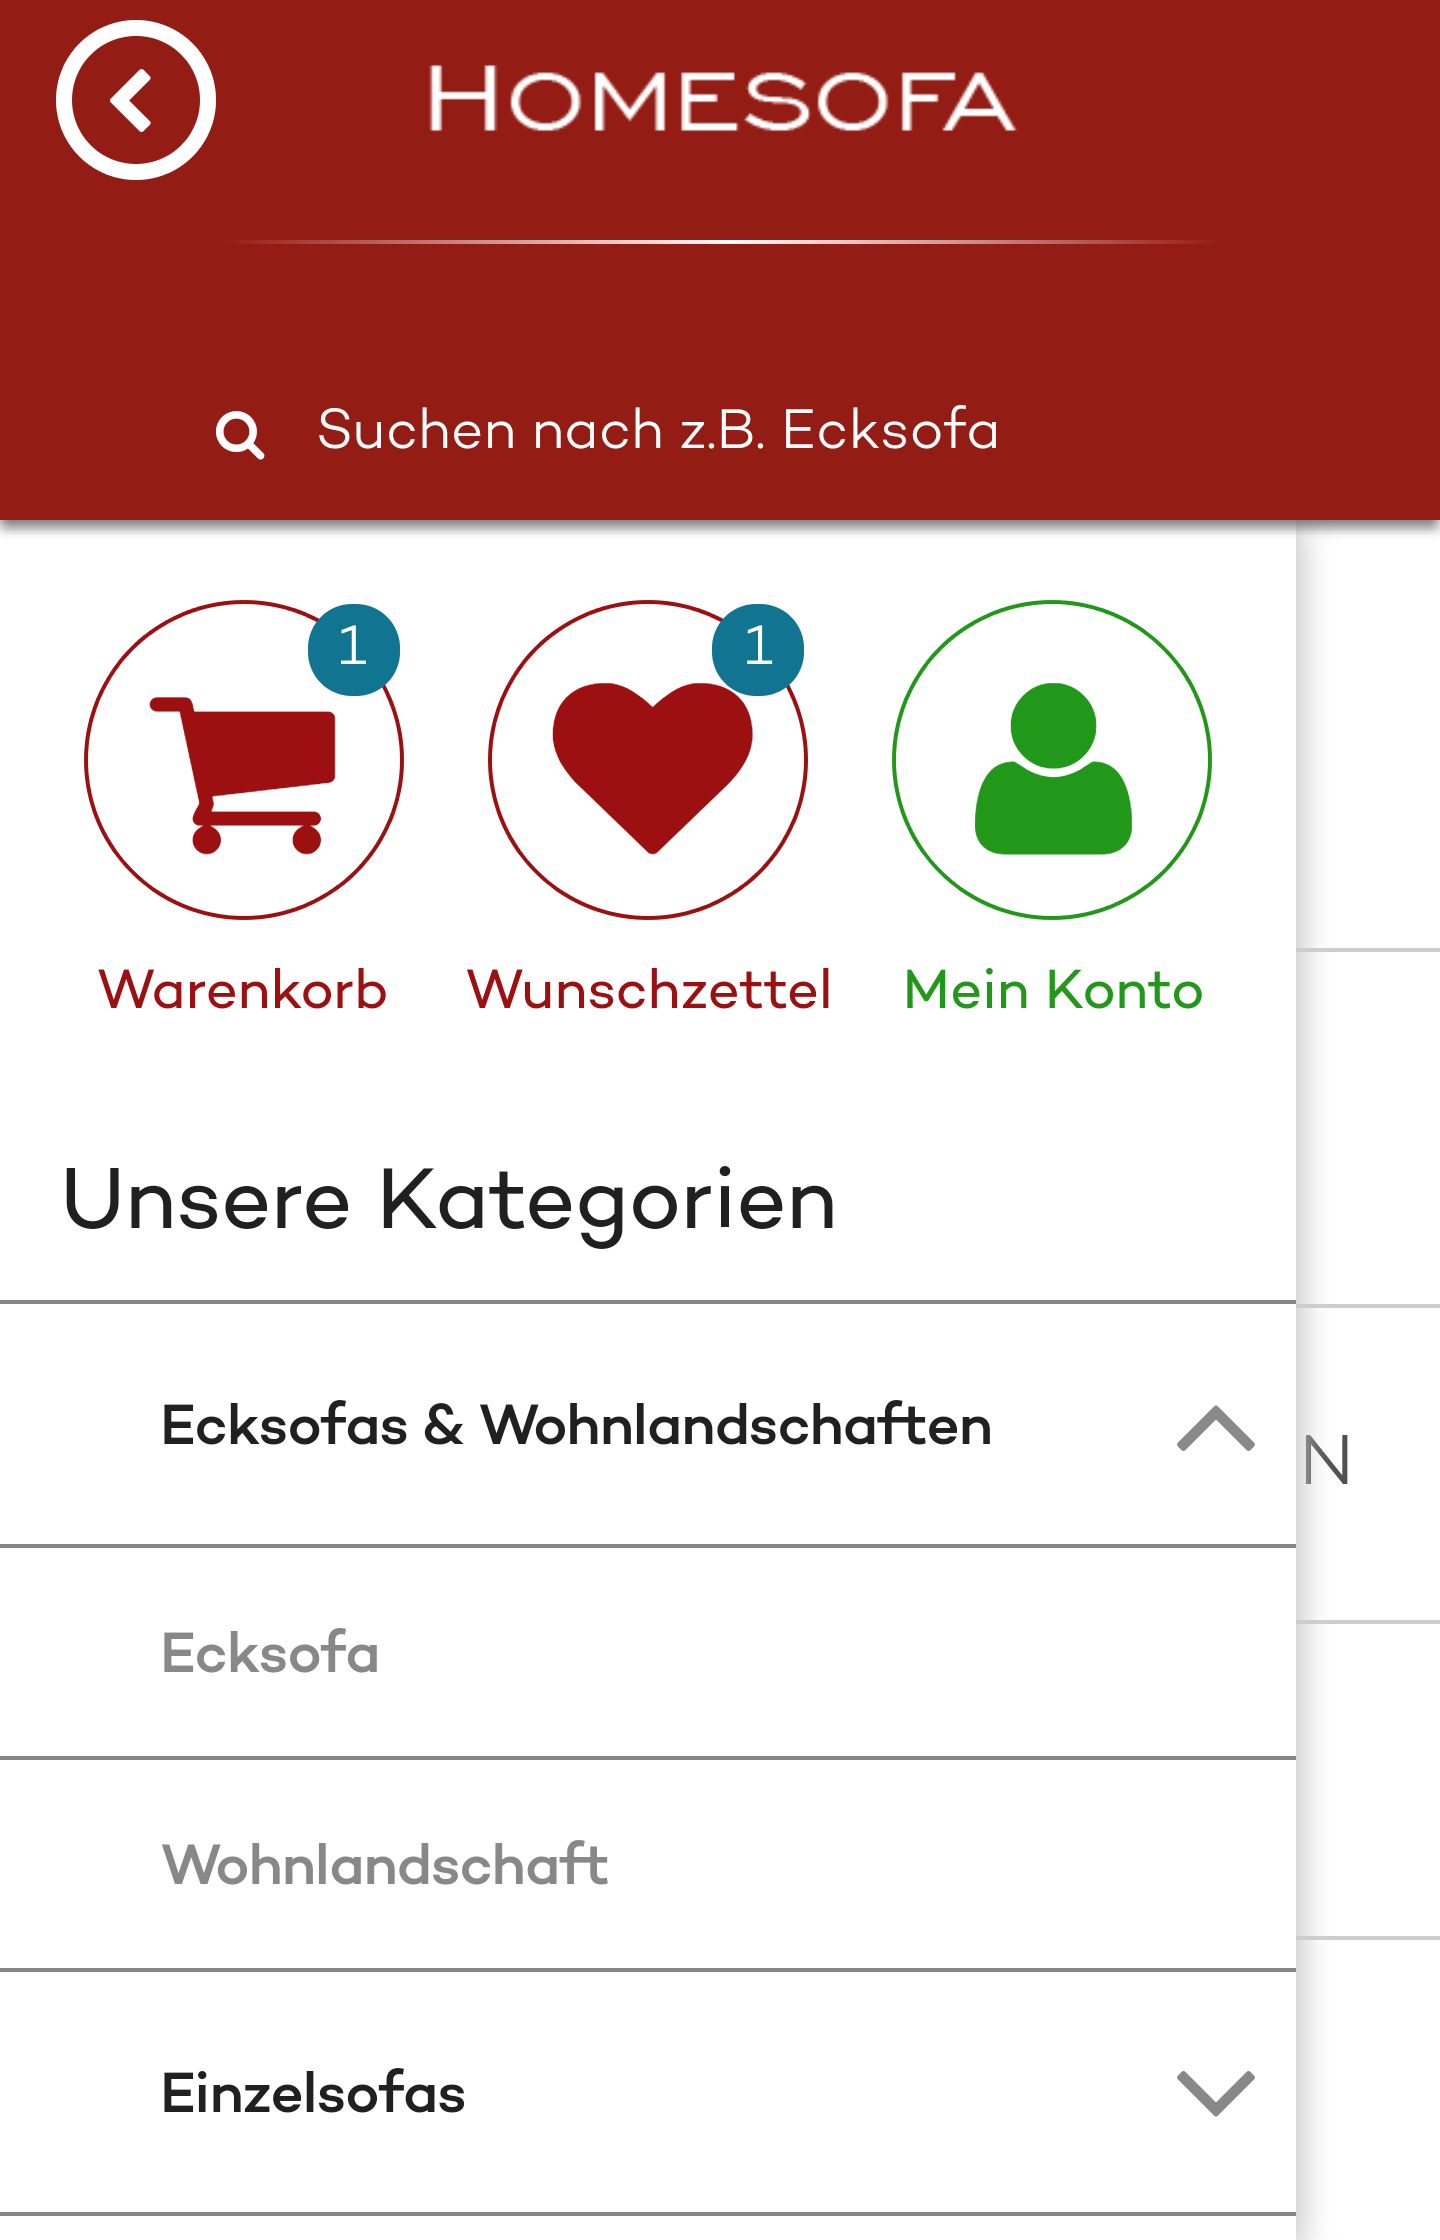 HOMESOFA
Suchen nach z.B. Ecksofa
1
1
Warenkorb
Wunschzettel
Mein Konto
Unsere Kategorien
Ecksofas & Wohnlandschaften
N
Ecksofa
Wohnlandschaft
Einzelsofas